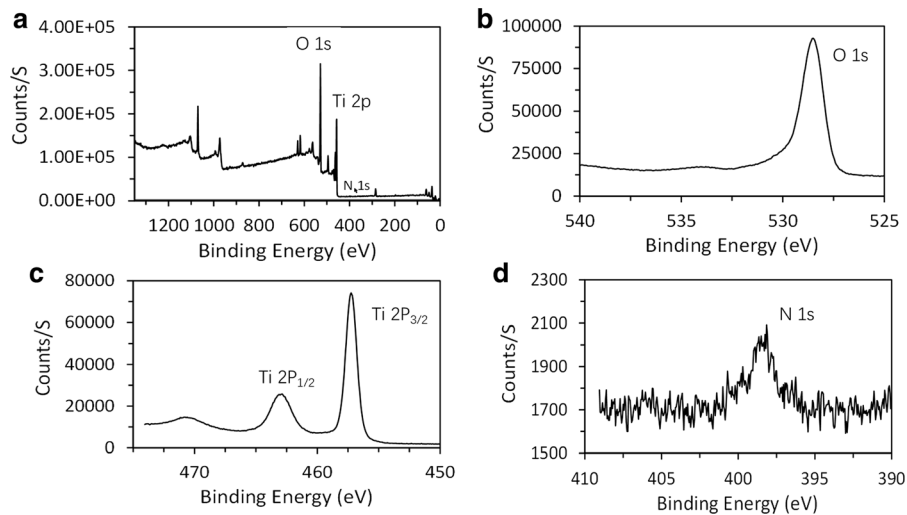 a
4.00E+05
3.00E+05
2.00E+05
1.00E+05
0.00E+00
Counts/S
O 1s
Ti 2p
N 1s
1200 1000 800 600 400 200 0
Binding Energy (eV)
b
100000
75000
50000
25000
0
Counts/S
O 1s
540 535 530 525
Binding Energy (eV)
c
80000
60000
40000
20000
0
Counts/S
Ti 2P3/2
Ti 2P1/2
470 460 450
Binding Energy (eV)
d
2300
2100
1900
1700
1500
Counts/S
N 1s
410 405 400 395 390
Binding Energy (eV)